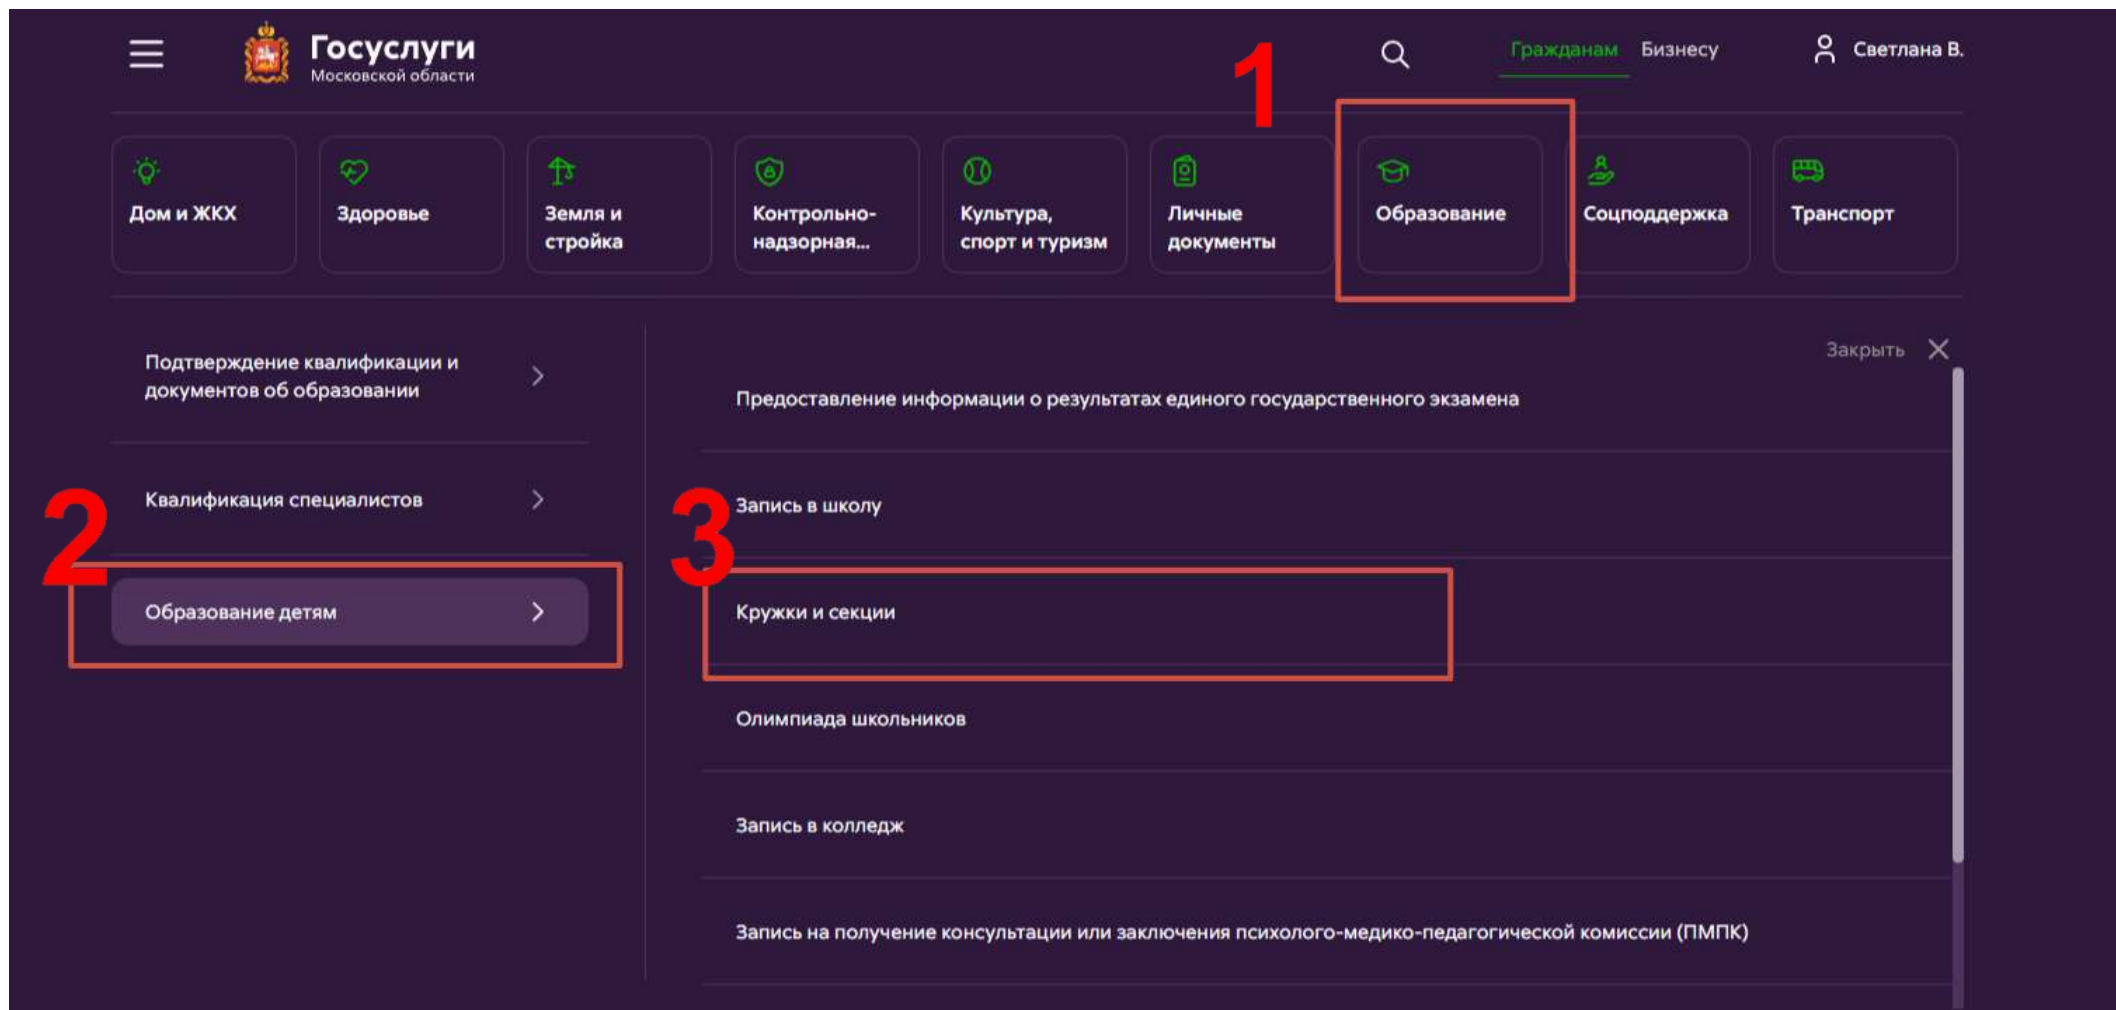 Госуслуги
Московской области
1
Гражданам
Бизнесу
Светлана В.
Дом и ЖКХ
Здоровье
Земля и
стройка
Контрольно-
надзорная...
Культура,
спорт и туризм
Личные
документы
Образование
Соцподдержка
Транспорт
Закрыть
Подтверждение квалификации и
документов об образовании
Квалификация специалистов
2
Образование детям
Предоставление информации о результатах единого государственного экзамена
Запись в школу
3
Кружки и секции
Олимпиада школьников
Запись в колледж
Запись на получение консультации или заключения психолого-медико-педагогической комиссии (ПМПК)